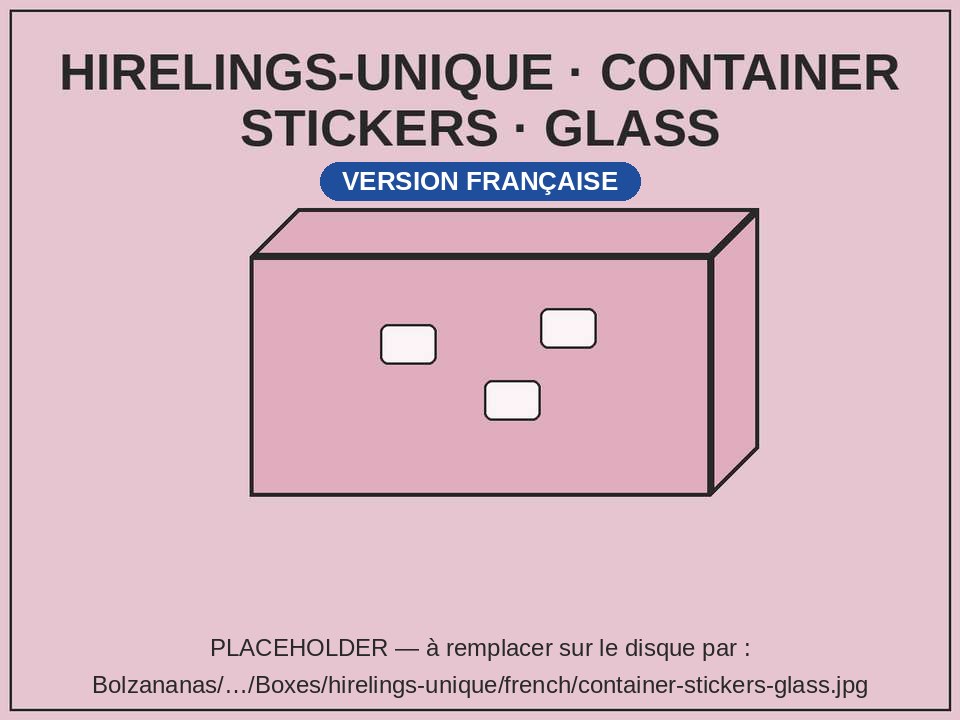 HIRELINGS-UNIQUE · CONTAINER
STICKERS · GLASS
VERSION FRANÇAISE
PLACEHOLDER — à remplacer sur le disque par :
Bolzananas/…/Boxes/hirelings-unique/french/container-stickers-glass.jpg